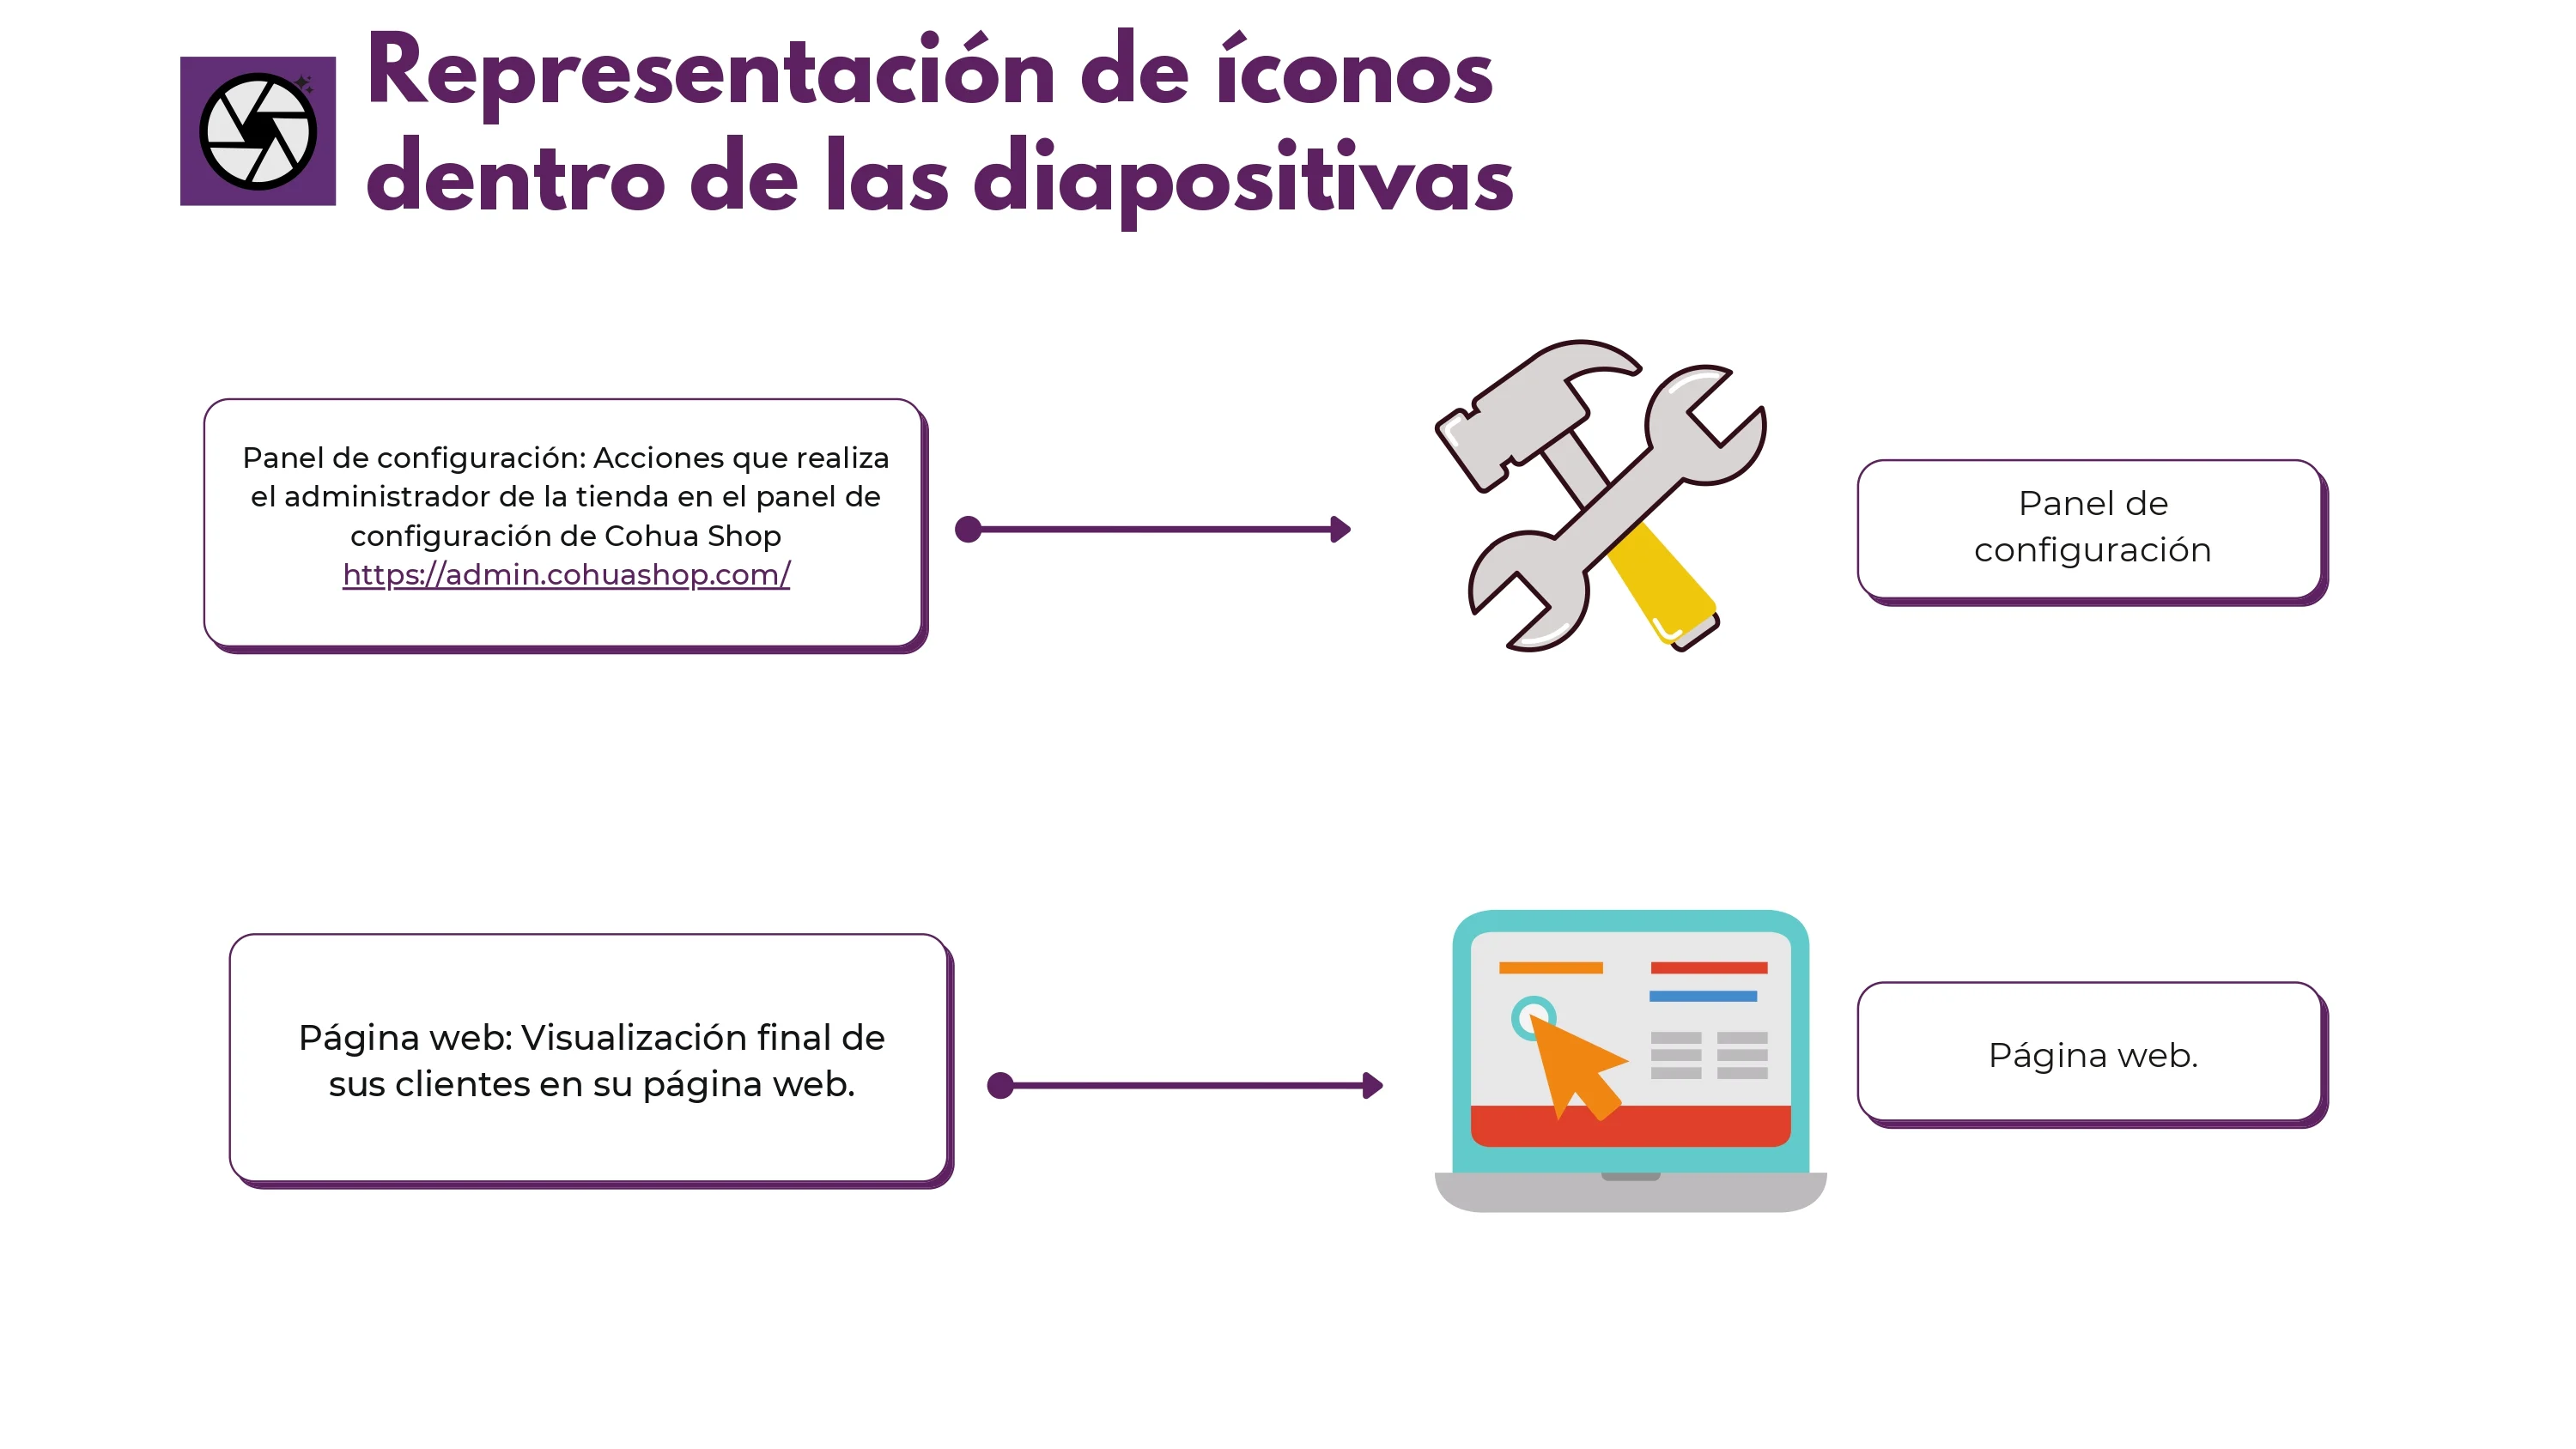 Representación de íconos
dentro de las diapositivas
Panel de configuración: Acciones que realiza
el administrador de la tienda en el panel de
configuración de Cohua Shop
https://admin.cohuashop.com/
Panel de
configuración
Página web: Visualización final de
sus clientes en su página web.
Página web.